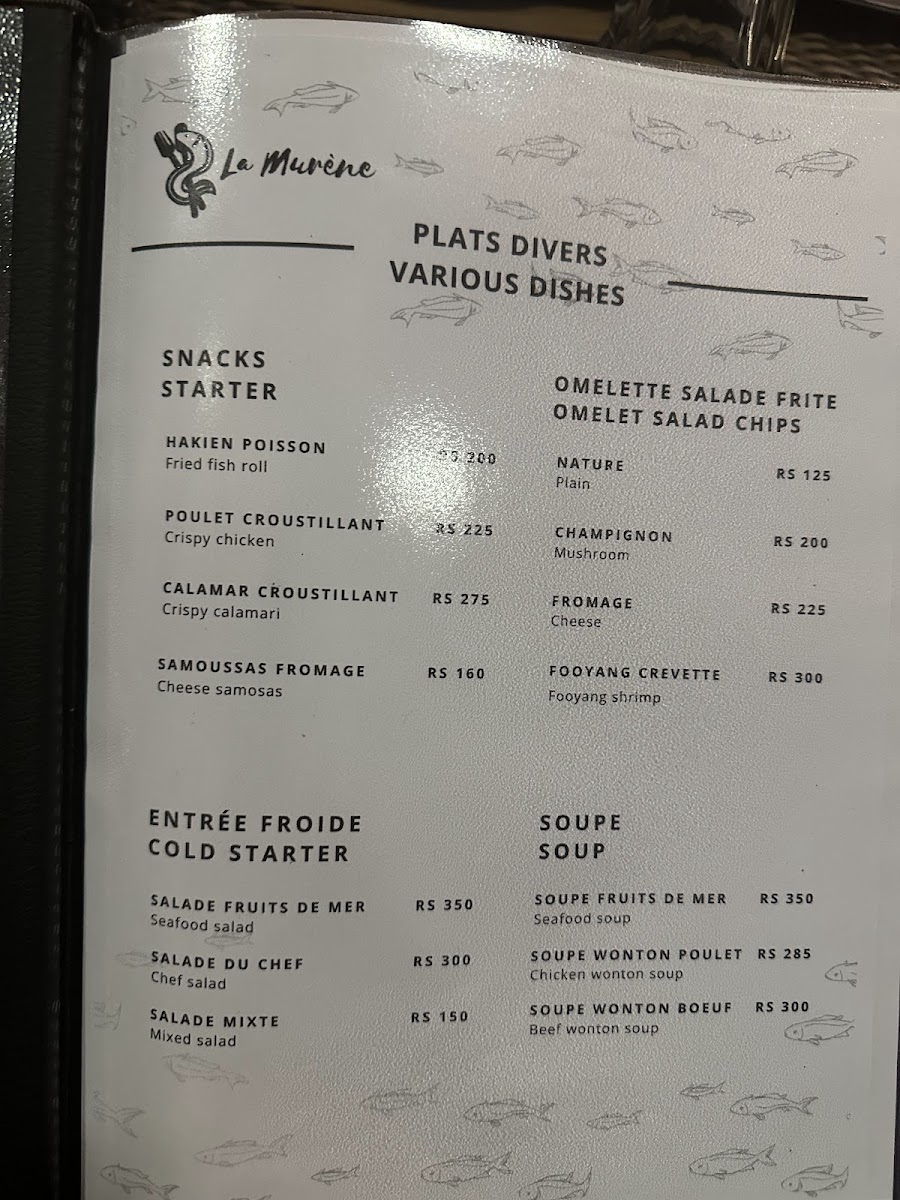 La Murène
PLATS DIVERS
VARIOUS DISHES
SNACKS
STARTER
HAKIEN POISSON RS 200
Fried fish roll
POULET CROUSTILLANT RS 225
Crispy chicken
CALAMAR CROUSTILLANT RS 275
Crispy calamari
SAMOUSSAS FROMAGE RS 160
Cheese samosas
OMELETTE SALADE FRITE
OMELET SALAD CHIPS
NATURE RS 125
Plain
CHAMPIGNON RS 200
Mushroom
FROMAGE RS 225
Cheese
FOOYANG CREVETTE RS 300
Fooyang shrimp
ENTRÉE FROIDE
COLD STARTER
SALADE FRUITS DE MER RS 350
Seafood salad
SALADE DU CHEF RS 300
Chef salad
SALADE MIXTE RS 150
Mixed salad
SOUPE
SOUP
SOUPE FRUITS DE MER RS 350
Seafood soup
SOUPE WONTON POULET RS 285
Chicken wonton soup
SOUPE WONTON BOEUF RS 300
Beef wonton soup